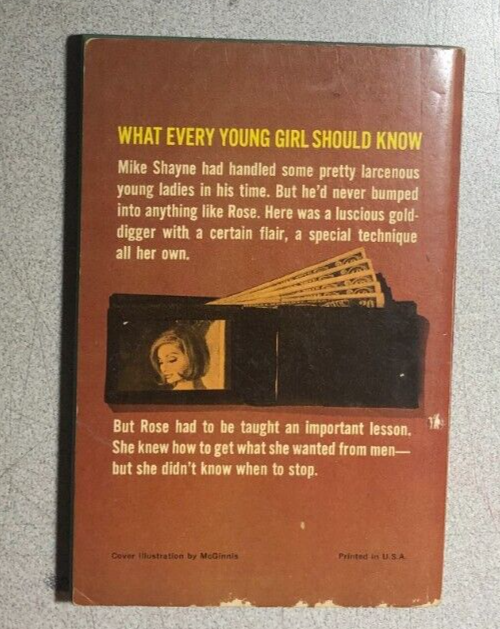 WHAT EVERY YOUNG GIRL SHOULD KNOW
Mike Shayne had handled some pretty larcenous
young ladies in his time. But he'd never bumped
into anything like Rose. Here was a luscious gold-
digger with a certain flair, a special technique
all her own.
But Rose had to be taught an important lesson.
She knew how to get what she wanted from men—
but she didn't know when to stop.
Cover Illustration by McGinnis
Printed in U.S.A.